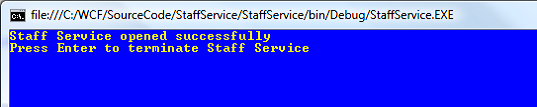 file:///C:/WCF/SourceCode/StaffService/StaffService/bin/Debug/StaffService.EXE
Staff Service opened successfully
Press Enter to terminate Staff Service